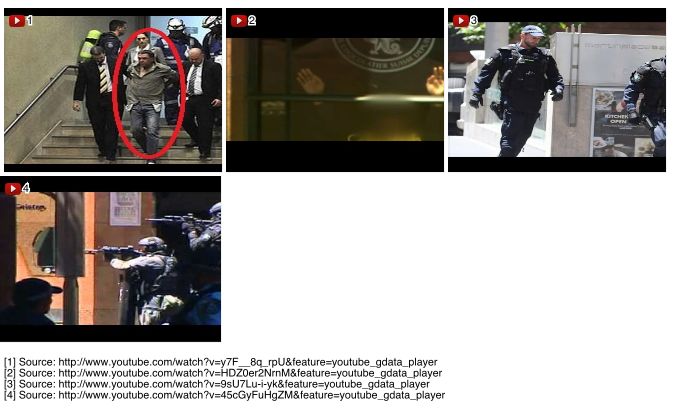 1
2
3
KITCHEN
OPEN
4
[1] Source: http://www.youtube.com/watch?v=y7F__8q_rpU&feature=youtube_gdata_player
[2] Source: http://www.youtube.com/watch?v=HDZ0er2NrnM&feature=youtube_gdata_player
[3] Source: http://www.youtube.com/watch?v=9sU7Lu-i-yk&feature=youtube_gdata_player
[4] Source: http://www.youtube.com/watch?v=45cGyFuHgZM&feature=youtube_gdata_player